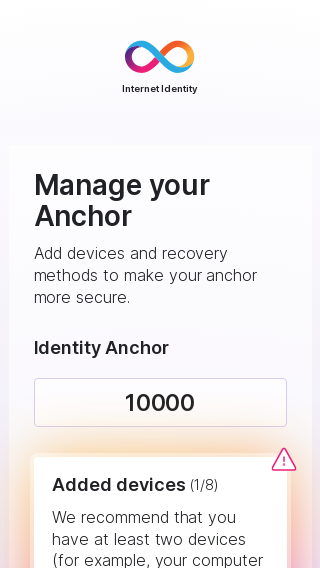 Internet Identity
Manage your
Anchor
Add devices and recovery
methods to make your anchor
more secure.
Identity Anchor
10000
Added devices (1/8)
We recommend that you
have at least two devices
(for example, your computer